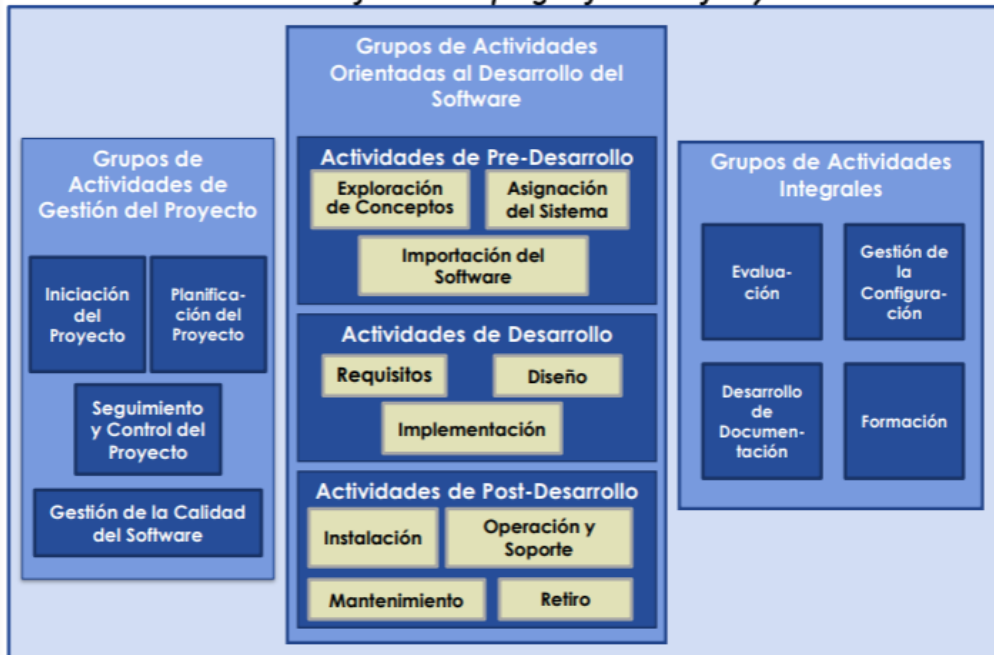 Grupos de
Actividades de
Gestión del Proyecto
Iniciación
del
Proyecto
Planifica-
ción del
Proyecto
Seguimiento
y Control del
Proyecto
Gestión de la Calidad
del Software
Grupos de Actividades
Orientadas al Desarrollo del
Software
Actividades de Pre-Desarrollo
Exploración
de Conceptos
Asignación
del Sistema
Importación del
Software
Actividades de Desarrollo
Requisitos
Diseño
Implementación
Actividades de Post-Desarrollo
Instalación
Operación y
Soporte
Mantenimiento
Retiro
Grupos de Actividades
Integrales
Evalua-
ción
Gestión de
la
Configura-
ción
Desarrollo
de
Documen-
tación
Formación